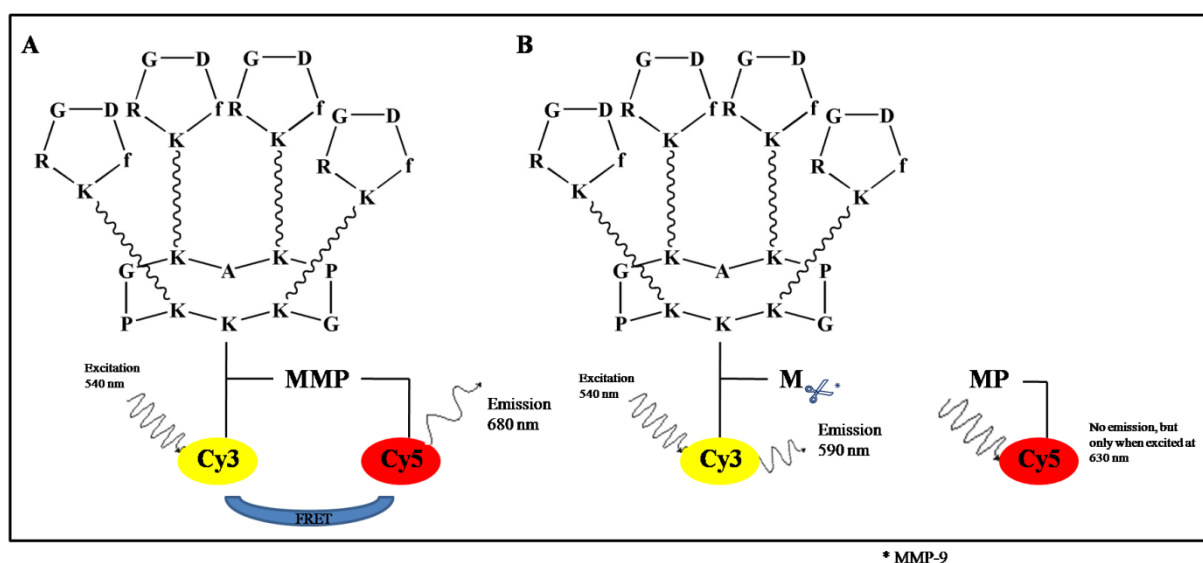 A
G D G D
R f R f
G D G D
R f R f
K K K K
G K A K P
P K K K G
Excitation
540 nm
MMP
Emission
680 nm
Cy3
Cy5
FRET
B
G D G D
R f R f
G D G D
R f R f
K K K K
G K A K P
P K K K G
Excitation
540 nm
M
*
Emission
590 nm
Cy3
MP
Cy5
No emission, but
only when excited at
630 nm
* MMP-9